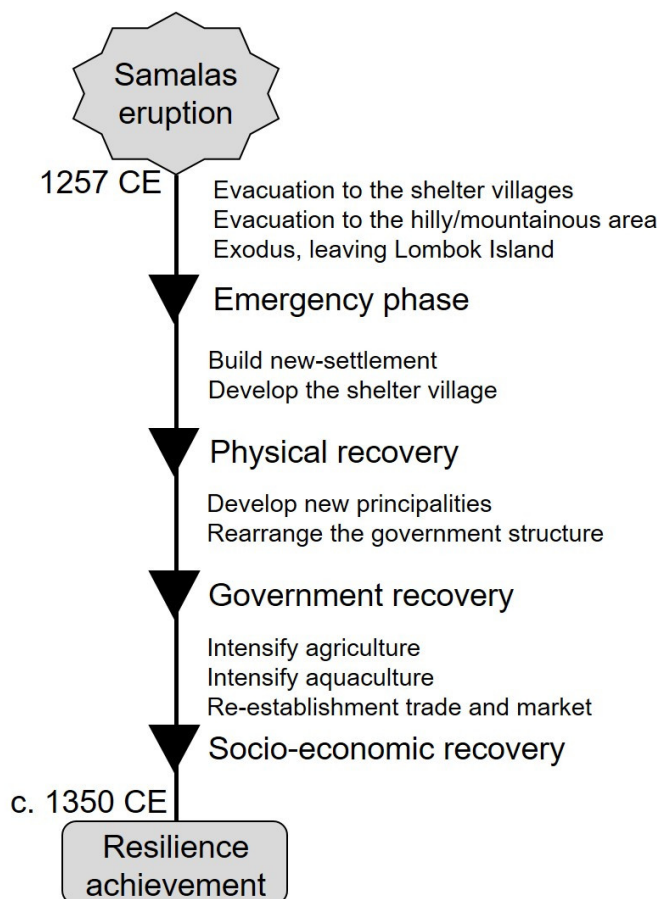 Samalas
eruption
1257 CE
Evacuation to the shelter villages
Evacuation to the hilly/mountainous area
Exodus, leaving Lombok Island
Emergency phase
Build new-settlement
Develop the shelter village
Physical recovery
Develop new principalities
Rearrange the government structure
Government recovery
Intensify agriculture
Intensify aquaculture
Re-establishment trade and market
Socio-economic recovery
c. 1350 CE
Resilience
achievement